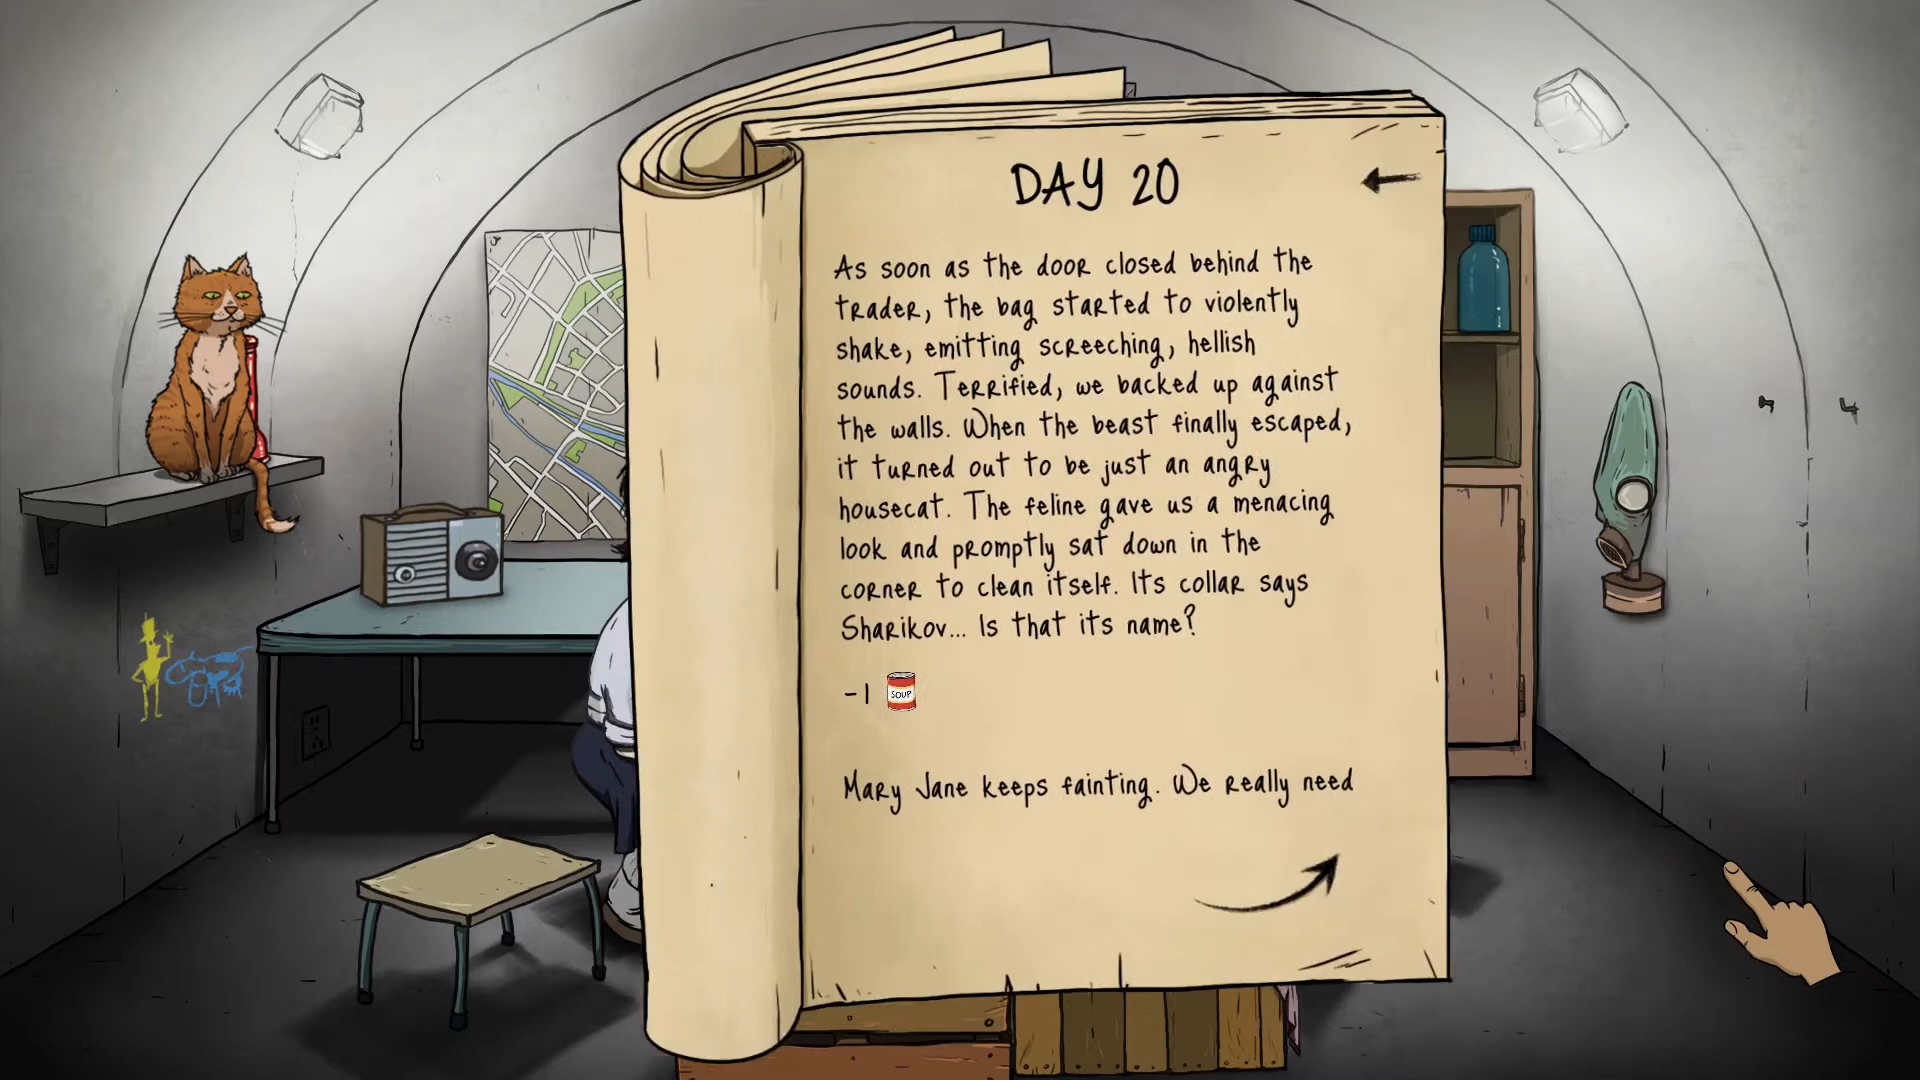 DAY 20
As soon as the door closed behind the
trader, the bag started to violently
shake, emitting screeching, hellish
sounds. Terrified, we backed up against
the walls. When the beast finally escaped,
it turned out to be just an angry
housecat. The feline gave us a menacing
look and promptly sat down in the
corner to clean itself. Its collar says
Sharikov... Is that its name?
-1 SOUP
Mary Jane keeps fainting. We really need